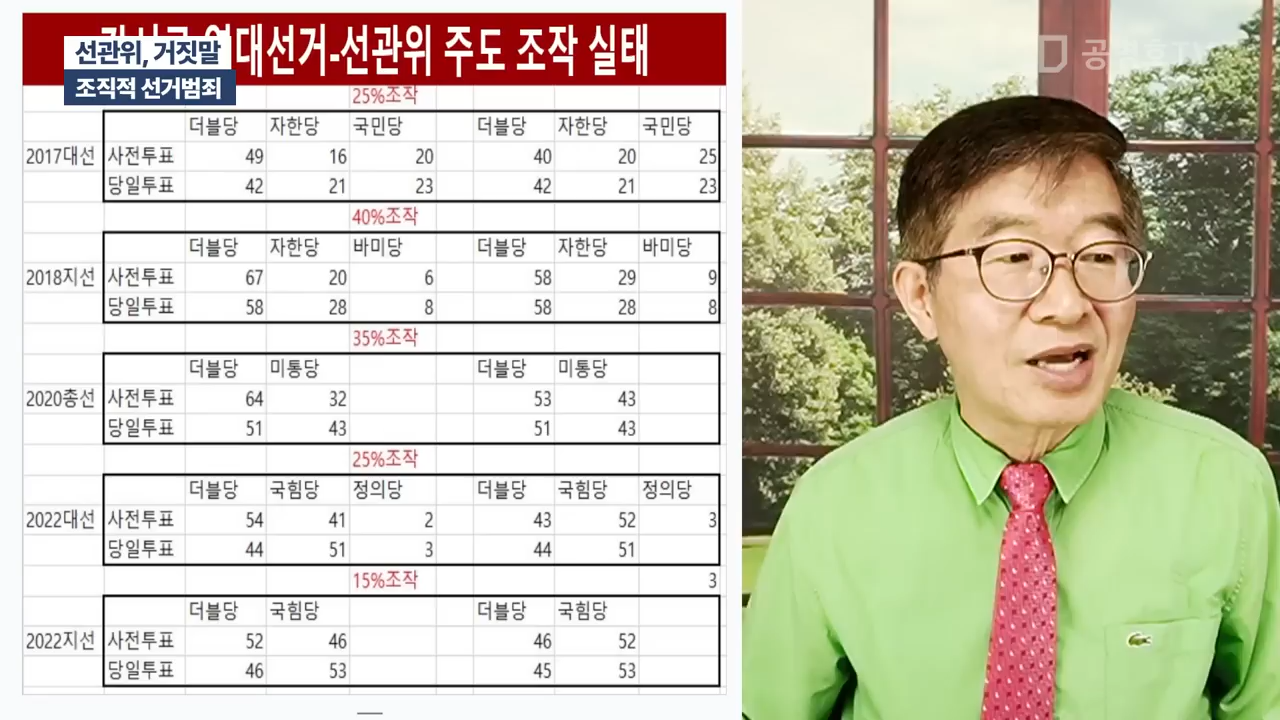 선관위, 거짓말
조직적 선거범죄
역대선거-선관위 주도 조작 실태
공병호TV
25%조작
더블당 자한당 국민당 더블당 자한당 국민당
2017대선 사전투표 49 16 20 40 20 25
당일투표 42 21 23 42 21 23
40%조작
더블당 자한당 바미당 더블당 자한당 바미당
2018지선 사전투표 67 20 6 58 29 9
당일투표 58 28 8 58 28 8
35%조작
더블당 미통당 더블당 미통당
2020총선 사전투표 64 32 53 43
당일투표 51 43 51 43
25%조작
더블당 국힘당 정의당 더블당 국힘당 정의당
2022대선 사전투표 54 41 2 43 52 3
당일투표 44 51 3 44 51
15%조작 3
더블당 국힘당 더블당 국힘당
2022지선 사전투표 52 46 46 52
당일투표 46 53 45 53